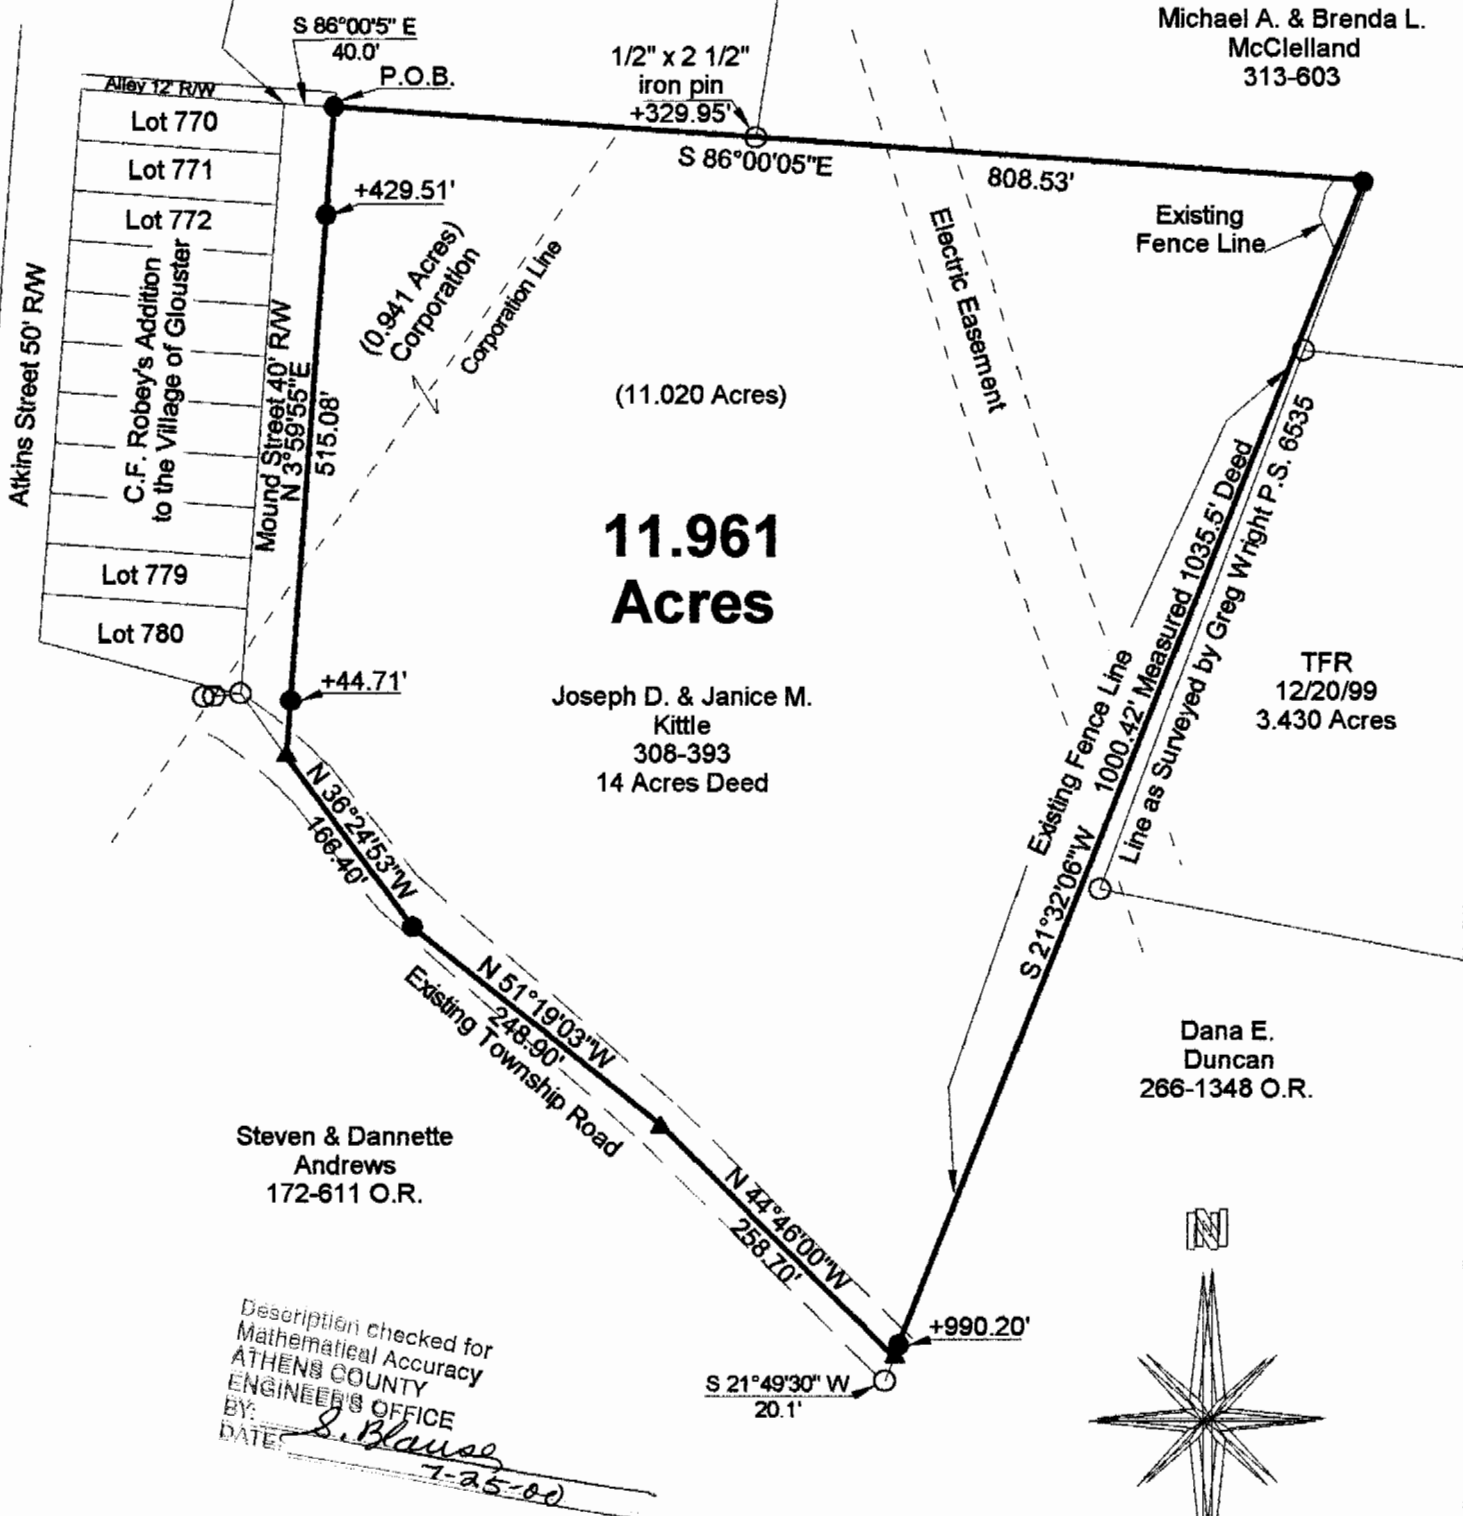 Michael A. & Brenda L.
McClelland
313-603
S 86°00'5" E
40.0'
P.O.B.
1/2" x 2 1/2"
iron pin
+329.95'
Alley 12' R/W
Lot 770
Lot 771
Lot 772
S 86°00'05"E
808.53'
+429.51'
Existing
Fence Line
Electric Easement
(0.941 Acres)
Corporation
Corporation Line
Atkins Street 50' R/W
C.F. Robey's Addition
to the Village of Glouster
Mound Street 40' R/W
N 3°59'55"E
515.08'
(11.020 Acres)
11.961
Acres
Lot 779
Lot 780
+44.71'
Joseph D. & Janice M.
Kittle
308-393
14 Acres Deed
Existing Fence Line
S 21°32'06"W
1000.42' Measured 1035.5' Deed
Line as Surveyed by Greg Wright P.S. 6535
TFR
12/20/99
3.430 Acres
N 36°24'53"W
166.40'
N 51°19'03"W
248.90'
Existing Township Road
Dana E.
Duncan
266-1348 O.R.
Steven & Dannette
Andrews
172-611 O.R.
N 44°46'00"W
258.70'
N
+990.20'
S 21°49'30" W
20.1'
Description checked for
Mathematical Accuracy
ATHENS COUNTY
ENGINEER'S OFFICE
BY: S.
DATE: 7-25-00